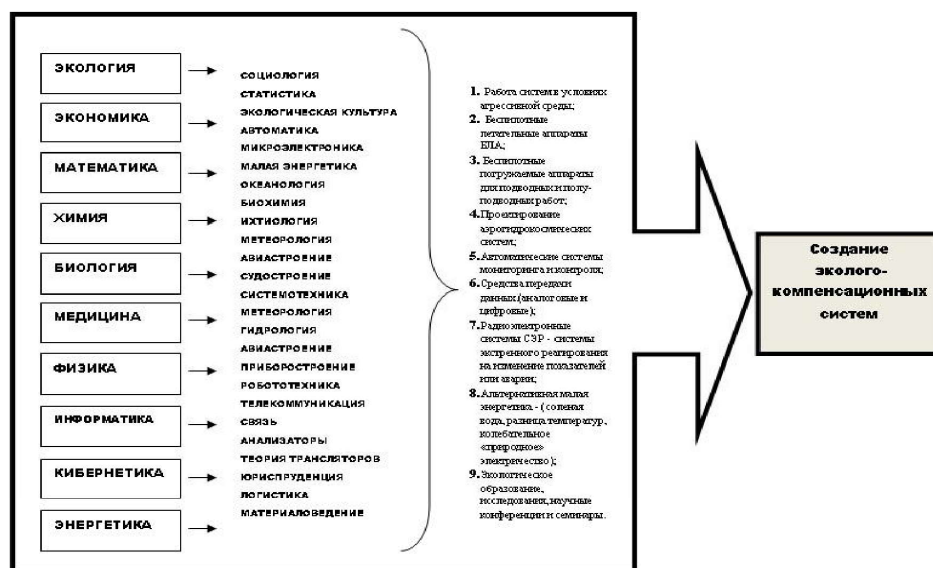 ЭКОЛОГИЯ
ЭКОНОМИКА
МАТЕМАТИКА
ХИМИЯ
БИОЛОГИЯ
МЕДИЦИНА
ФИЗИКА
ИНФОРМАТИКА
КИБЕРНЕТИКА
ЭНЕРГЕТИКА
СОЦИОЛОГИЯ
СТАТИСТИКА
ЭКОЛОГИЧЕСКАЯ КУЛЬТУРА
АВТОМАТИКА
МИКРОЭЛЕКТРОНИКА
МАЛАЯ ЭНЕРГЕТИКА
ОКЕАНОЛОГИЯ
БИОХИМИЯ
ИХТИОЛОГИЯ
МЕТЕОРОЛОГИЯ
АВИАСТРОЕНИЕ
СУДОСТРОЕНИЕ
СИСТЕМОТЕХНИКА
МЕТЕОРОЛОГИЯ
ГИДРОЛОГИЯ
АВИАСТРОЕНИЕ
ПРИБОРОСТРОЕНИЕ
РОБОТОТЕХНИКА
ТЕЛЕКОММУНИКАЦИЯ
СВЯЗЬ
АНАЛИЗАТОРЫ
ТЕОРИЯ ТРАНСЛЯТОРОВ
ЮРИСПРУДЕНЦИЯ
ЛОГИСТИКА
МАТЕРИАЛОВЕДЕНИЕ
1. Работа систем в условиях
агрессивной среды;
2. Беспилотные
летательные аппараты
БЛА;
3. Беспилотные
погружаемые аппараты
для подводных и полу-
подводных работ;
4. Проектирование
аэрогидрокосмических
систем;
5. Автоматические системы
мониторинга и контроля;
6. Средства передачи
данных (аналоговые и
цифровые);
7. Радиоэлектронные
системы СЭР - системы
экстренного реагирования
на изменение показателей
или аварии;
8. Альтернативная малая
энергетика - ( соленая
вода, разница температур,
колебательное
«природное»
электричество);
9. Экологическое
образование,
исследования, научные
конференции и семинары.
Создание
эколого-
компенсационных
систем